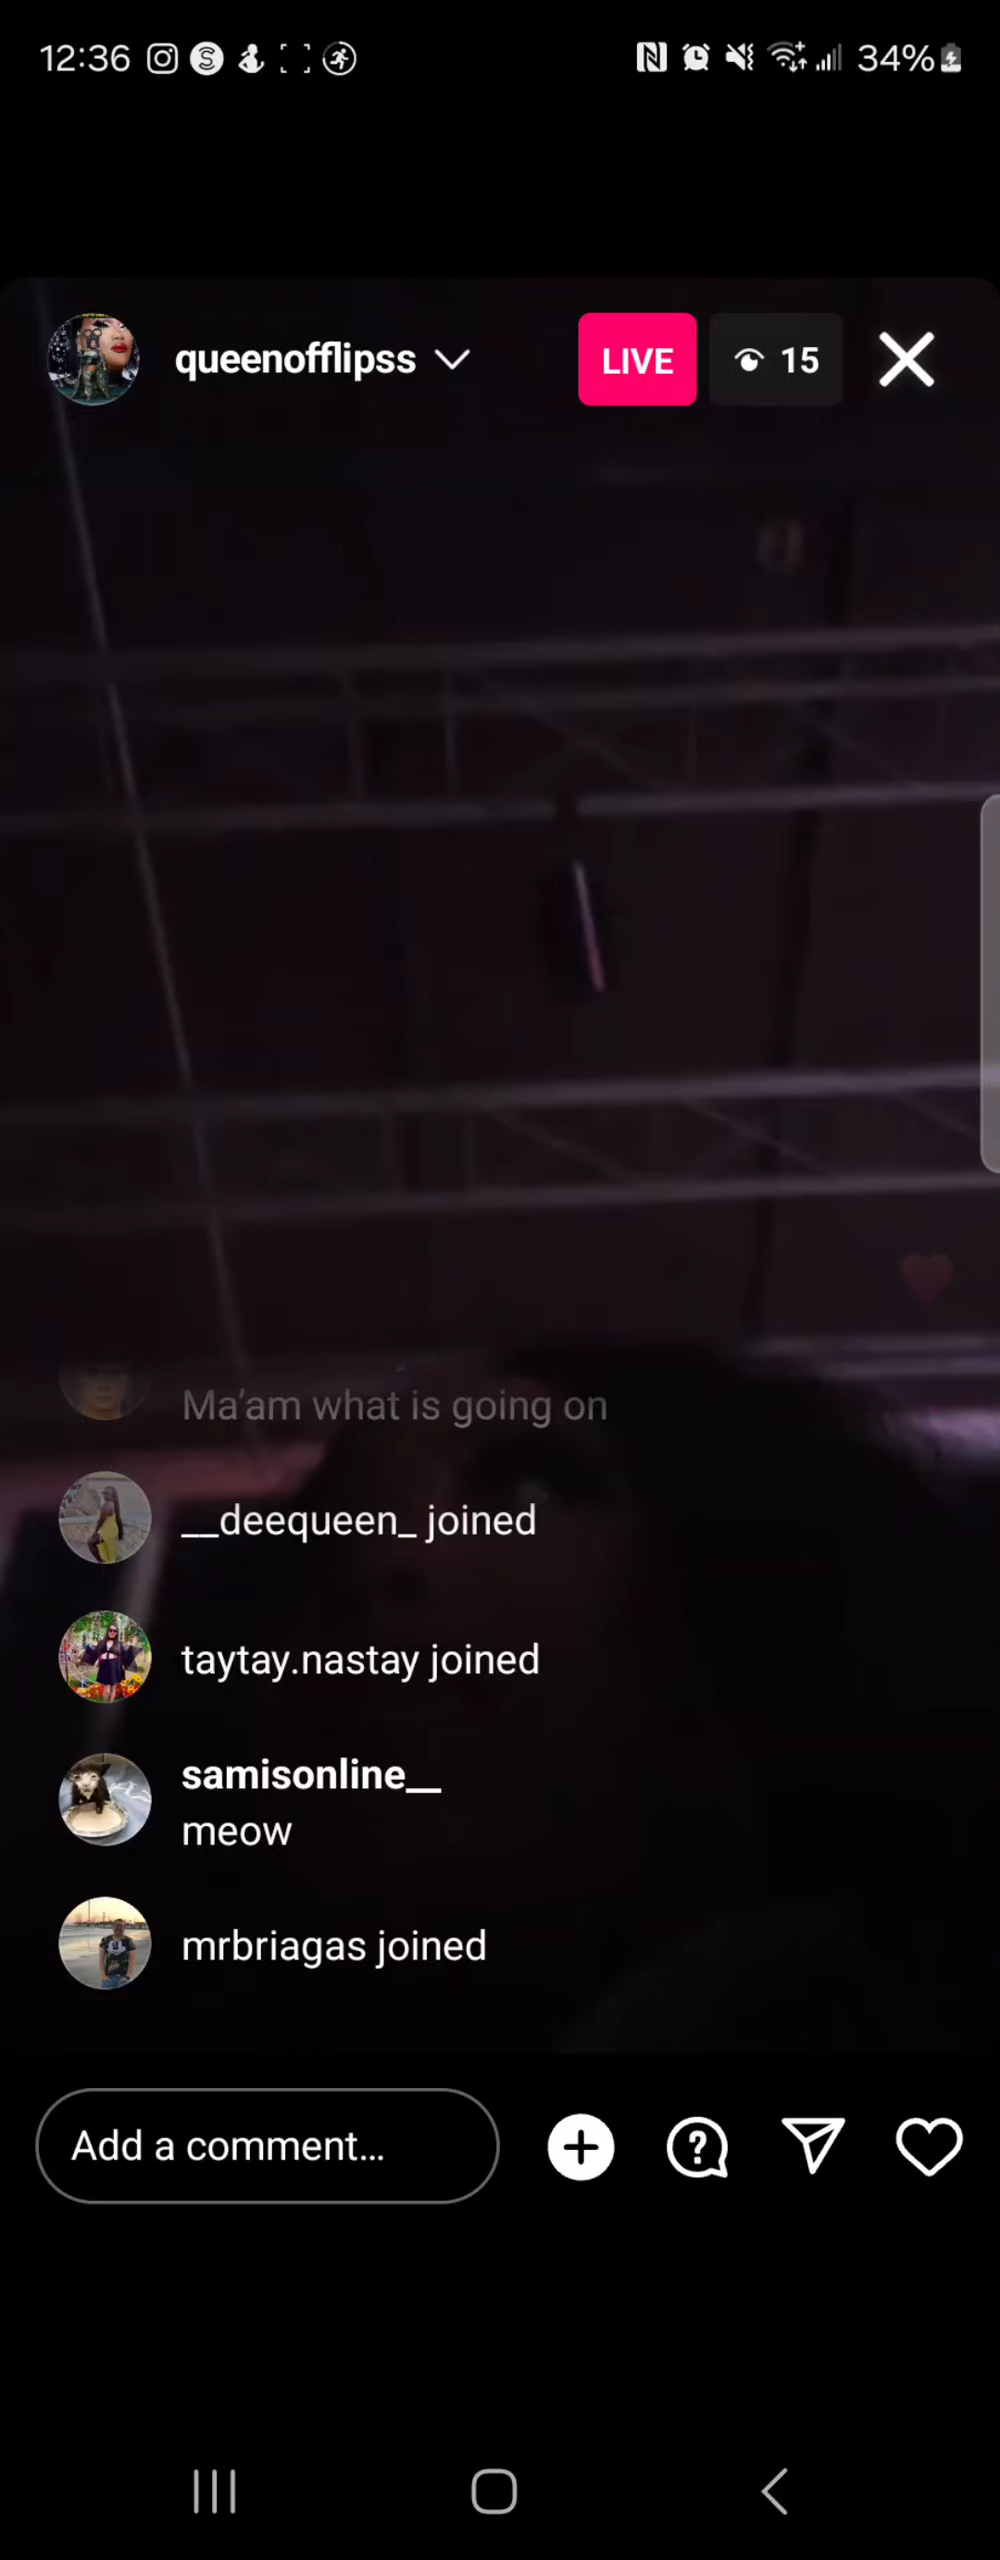 12:36
34%
queenofflipss
LIVE
15
Ma'am what is going on
__deequeen_ joined
taytay.nastay joined
samisonline__
meow
mrbriagas joined
Add a comment...